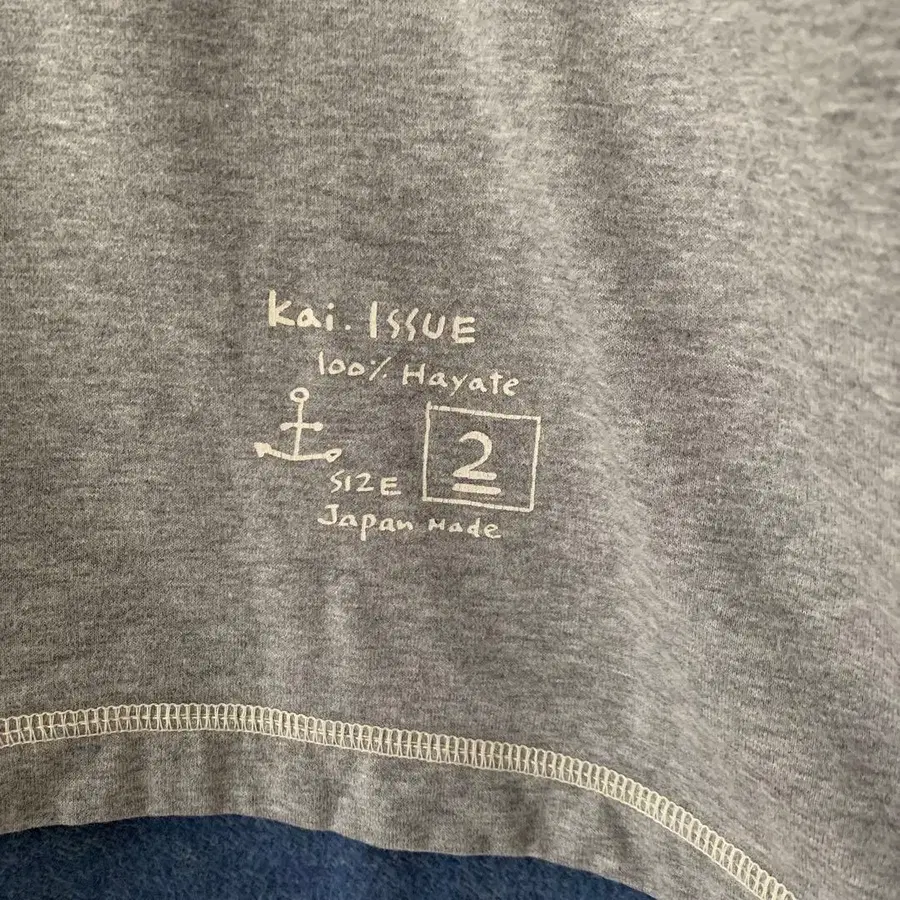 Kai. ISSUE
100% Hayate
SIZE 2
Japan Made